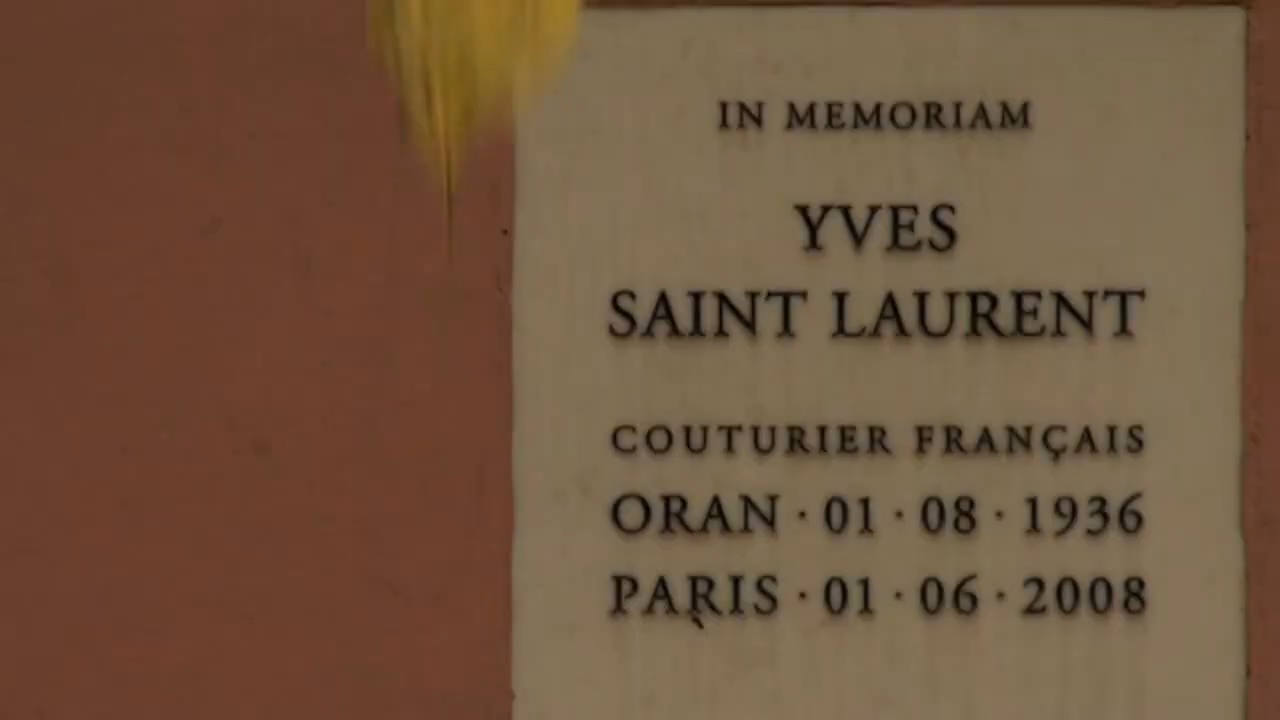 IN MEMORIAM
YVES
SAINT LAURENT
COUTURIER FRANÇAIS
ORAN · 01 · 08 · 1936
PARIS · 01 · 06 · 2008